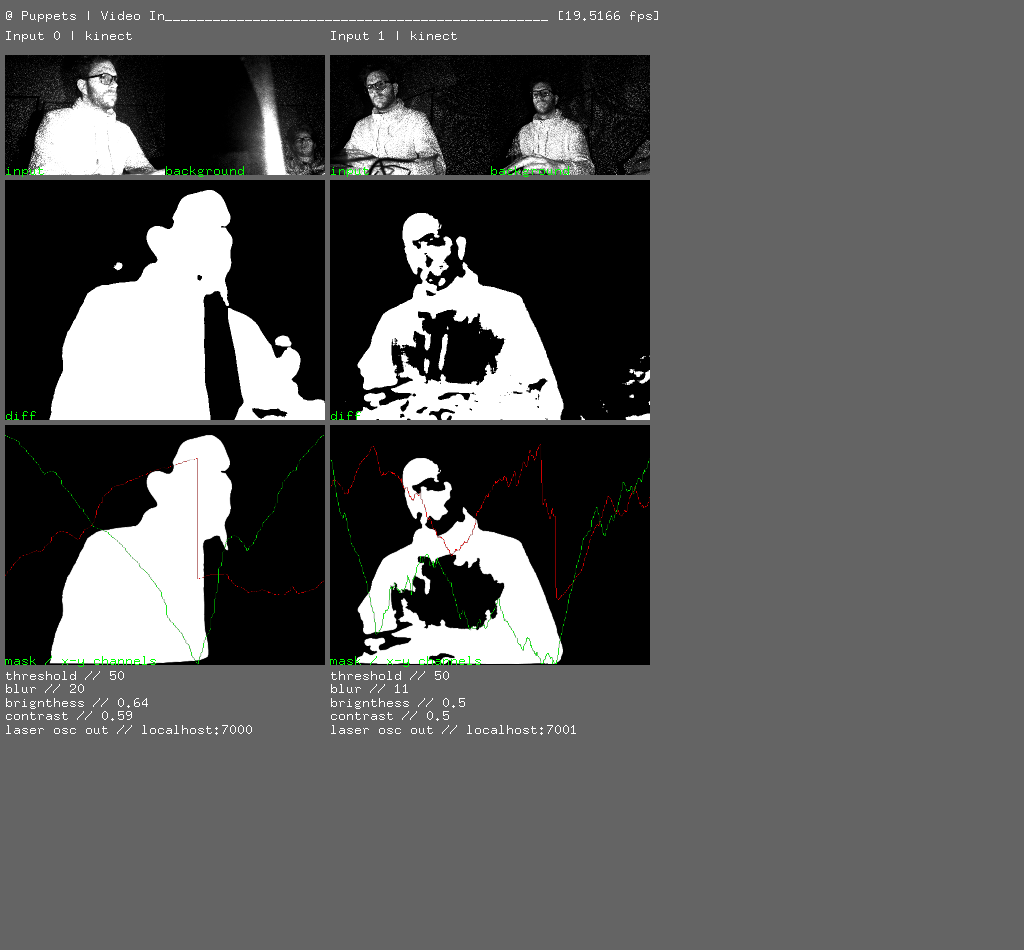 @ Puppets | Video In________________________________________________ [19.5166 fps]
Input 0 | kinect
Input 1 | kinect
input
background
input
background
diff
diff
mask / x-y channels
mask / x-y channels
threshold // 50
blur // 20
brignthess // 0.64
contrast // 0.59
laser osc out // localhost:7000
threshold // 50
blur // 11
brignthess // 0.5
contrast // 0.5
laser osc out // localhost:7001